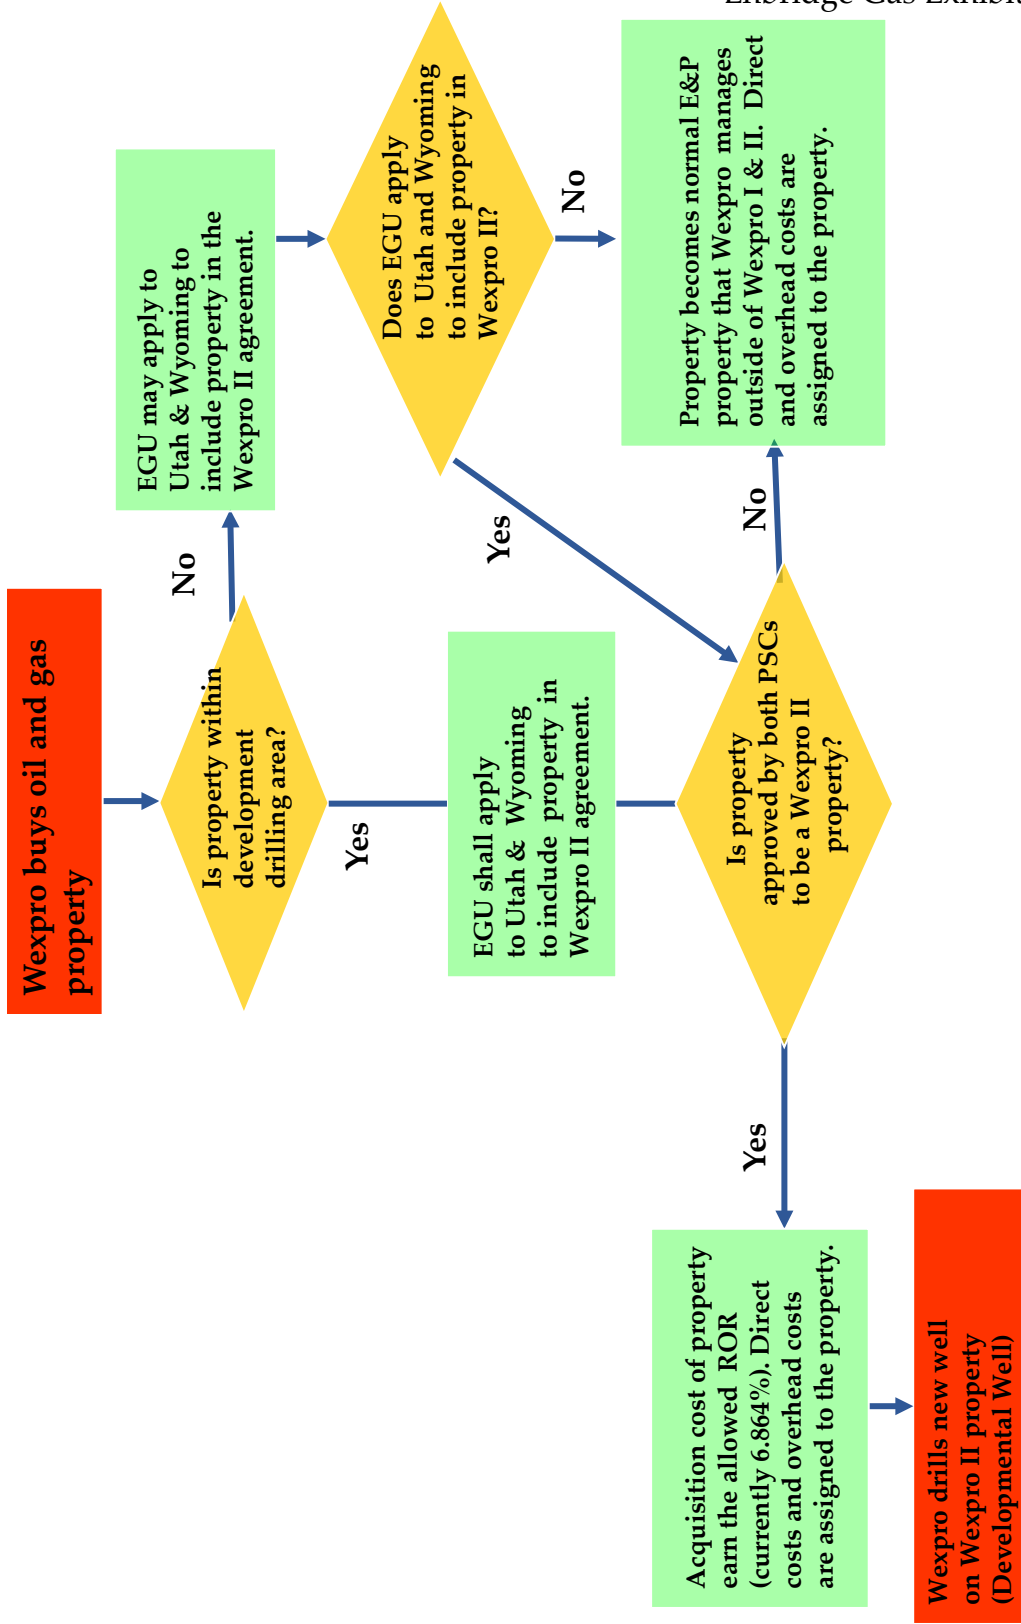 Wexpro buys oil and gas
property
Is property within
development
drilling area?
No
EGU may apply to
Utah & Wyoming to
include property in the
Wexpro II agreement.
Does EGU apply
to Utah and Wyoming
to include property in
Wexpro II?
No
Property becomes normal E&P
property that Wexpro manages
outside of Wexpro I & II. Direct
and overhead costs are
assigned to the property.
Yes
Yes
EGU shall apply
to Utah & Wyoming
to include property in
Wexpro II agreement.
Is property
approved by both PSCs
to be a Wexpro II
property?
No
Yes
Acquisition cost of property
earn the allowed ROR
(currently 6.864%). Direct
costs and overhead costs
are assigned to the property.
Wexpro drills new well
on Wexpro II property
(Developmental Well)